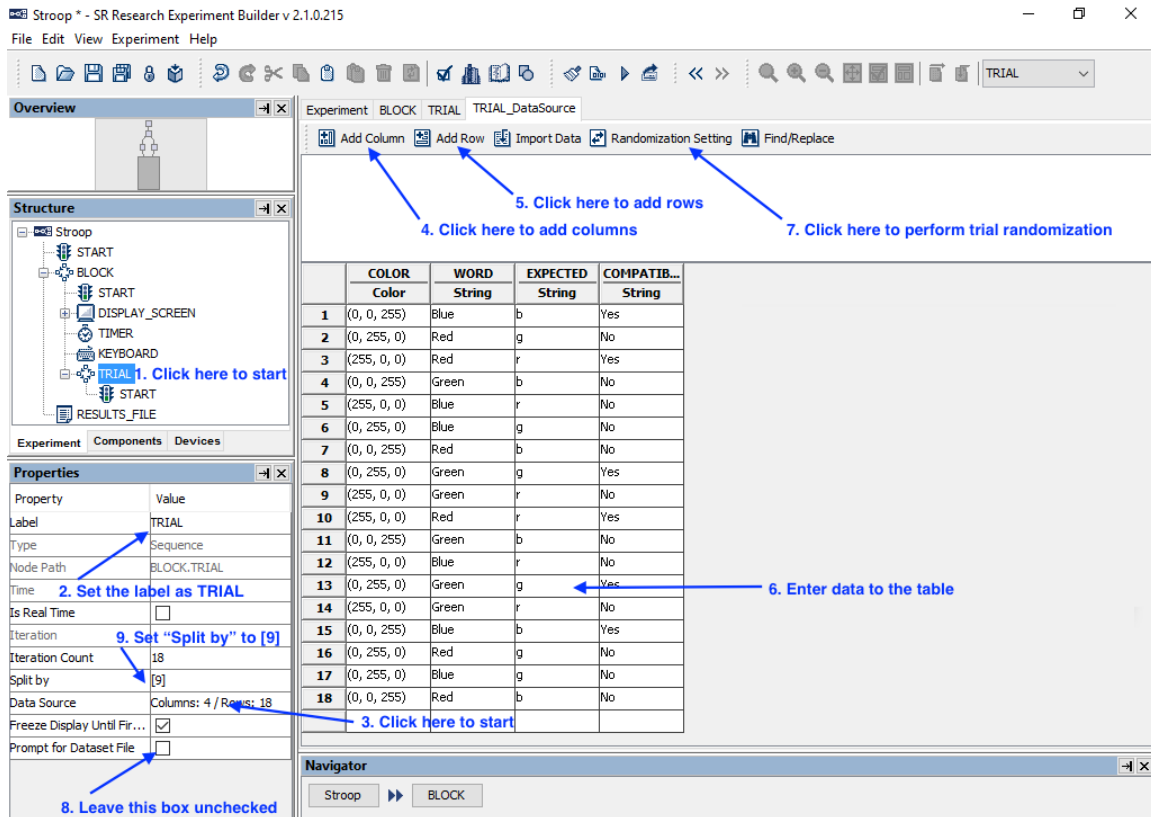 Stroop * - SR Research Experiment Builder v 2.1.0.215
File Edit View Experiment Help
TRIAL
Overview
Structure
Stroop
START
BLOCK
START
DISPLAY_SCREEN
TIMER
KEYBOARD
TRIAL 1. Click here to start
START
RESULTS_FILE
Experiment Components Devices
Properties
Property Value
Label TRIAL
Type Sequence
Node Path BLOCK.TRIAL
Time 2. Set the label as TRIAL
Is Real Time
Iteration 9. Set “Split by” to [9]
Iteration Count 18
Split by [9]
Data Source Columns: 4 / Rows: 18
3. Click here to start
Freeze Display Until Fir...
Prompt for Dataset File
8. Leave this box unchecked
Experiment BLOCK TRIAL TRIAL_DataSource
Add Column Add Row Import Data Randomization Setting Find/Replace
5. Click here to add rows
4. Click here to add columns 7. Click here to perform trial randomization
COLOR WORD EXPECTED COMPATIB...
Color String String String
1 (0, 0, 255) Blue b Yes
2 (0, 255, 0) Red g No
3 (255, 0, 0) Red r Yes
4 (0, 0, 255) Green b No
5 (255, 0, 0) Blue r No
6 (0, 255, 0) Blue g No
7 (0, 0, 255) Red b No
8 (0, 255, 0) Green g Yes
9 (255, 0, 0) Green r No
10 (255, 0, 0) Red r Yes
11 (0, 0, 255) Green b No
12 (255, 0, 0) Blue r No
13 (0, 255, 0) Green g Yes
6. Enter data to the table
14 (255, 0, 0) Green r No
15 (0, 0, 255) Blue b Yes
16 (0, 255, 0) Red g No
17 (0, 255, 0) Blue g No
18 (0, 0, 255) Red b No
Navigator
Stroop BLOCK